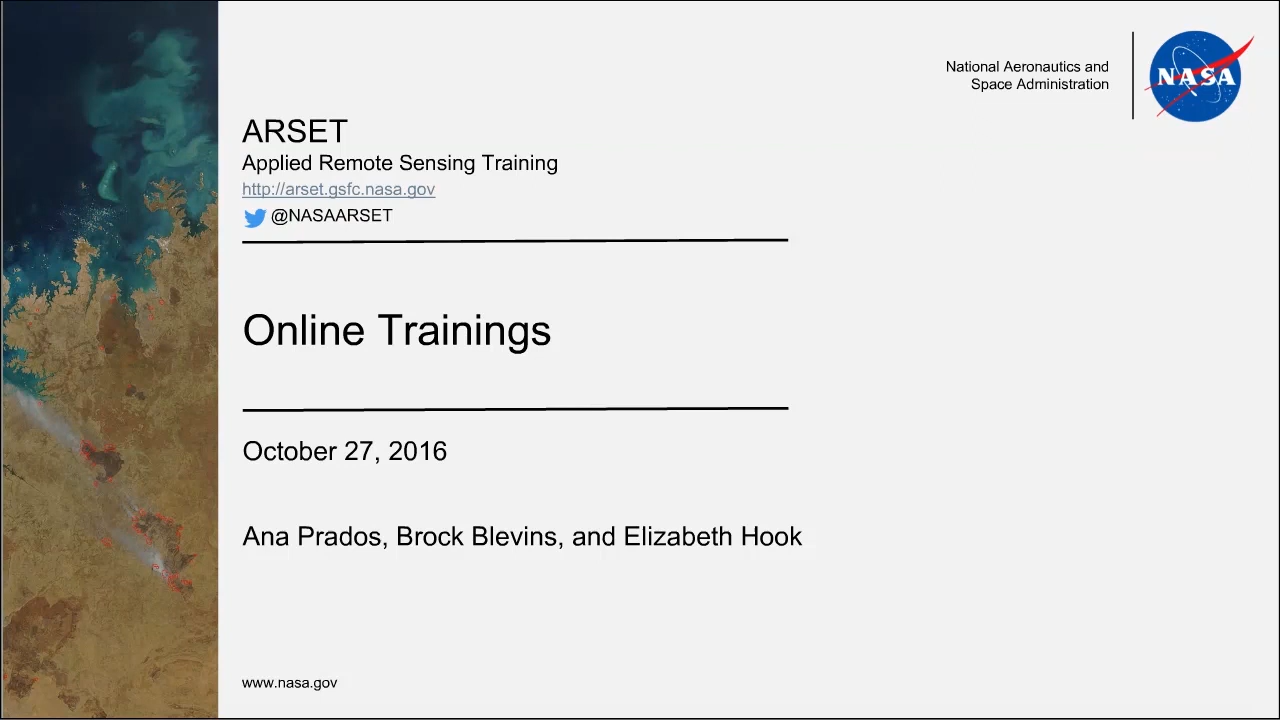 National Aeronautics and
Space Administration
NASA
ARSET
Applied Remote Sensing Training
http://arset.gsfc.nasa.gov
@NASAARSET
Online Trainings
October 27, 2016
Ana Prados, Brock Blevins, and Elizabeth Hook
www.nasa.gov